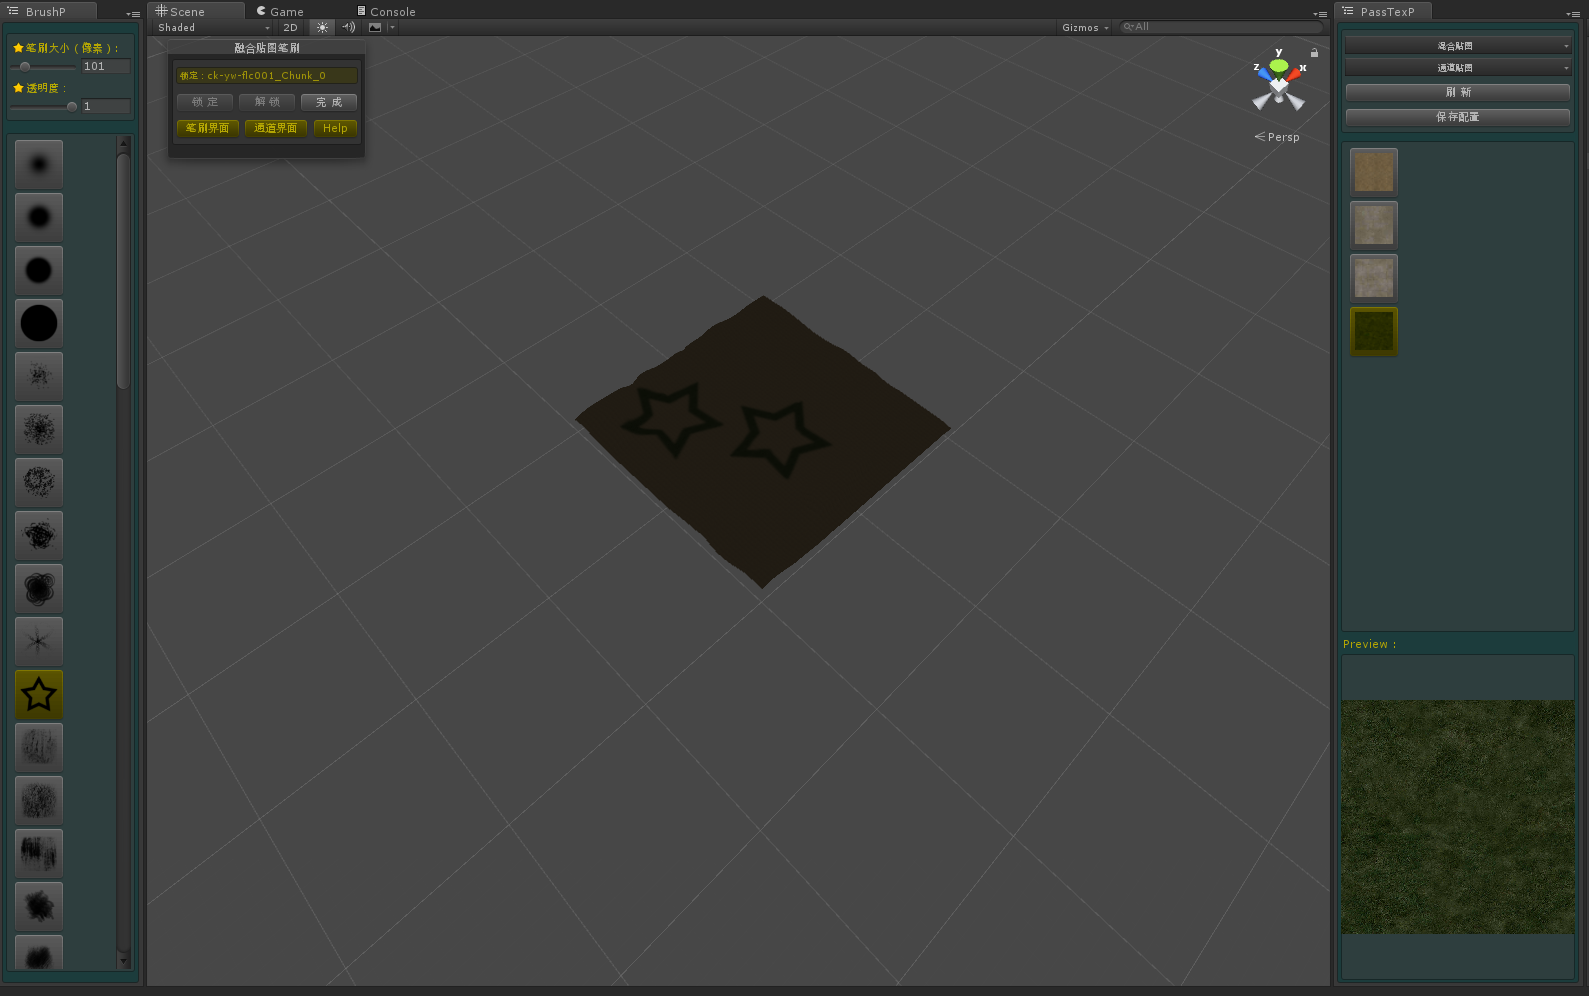 BrushP
笔刷大小（像素）：
101
透明度：
1
Scene
Game
Console
Shaded
2D
Gizmos
All
融合贴图笔刷
锁定：ck-yw-flc001_Chunk_0
锁 定
解 锁
完 成
笔刷界面
通道界面
Help
y
z
x
Persp
PassTexP
混合贴图
通道贴图
刷 新
保存配置
Preview :